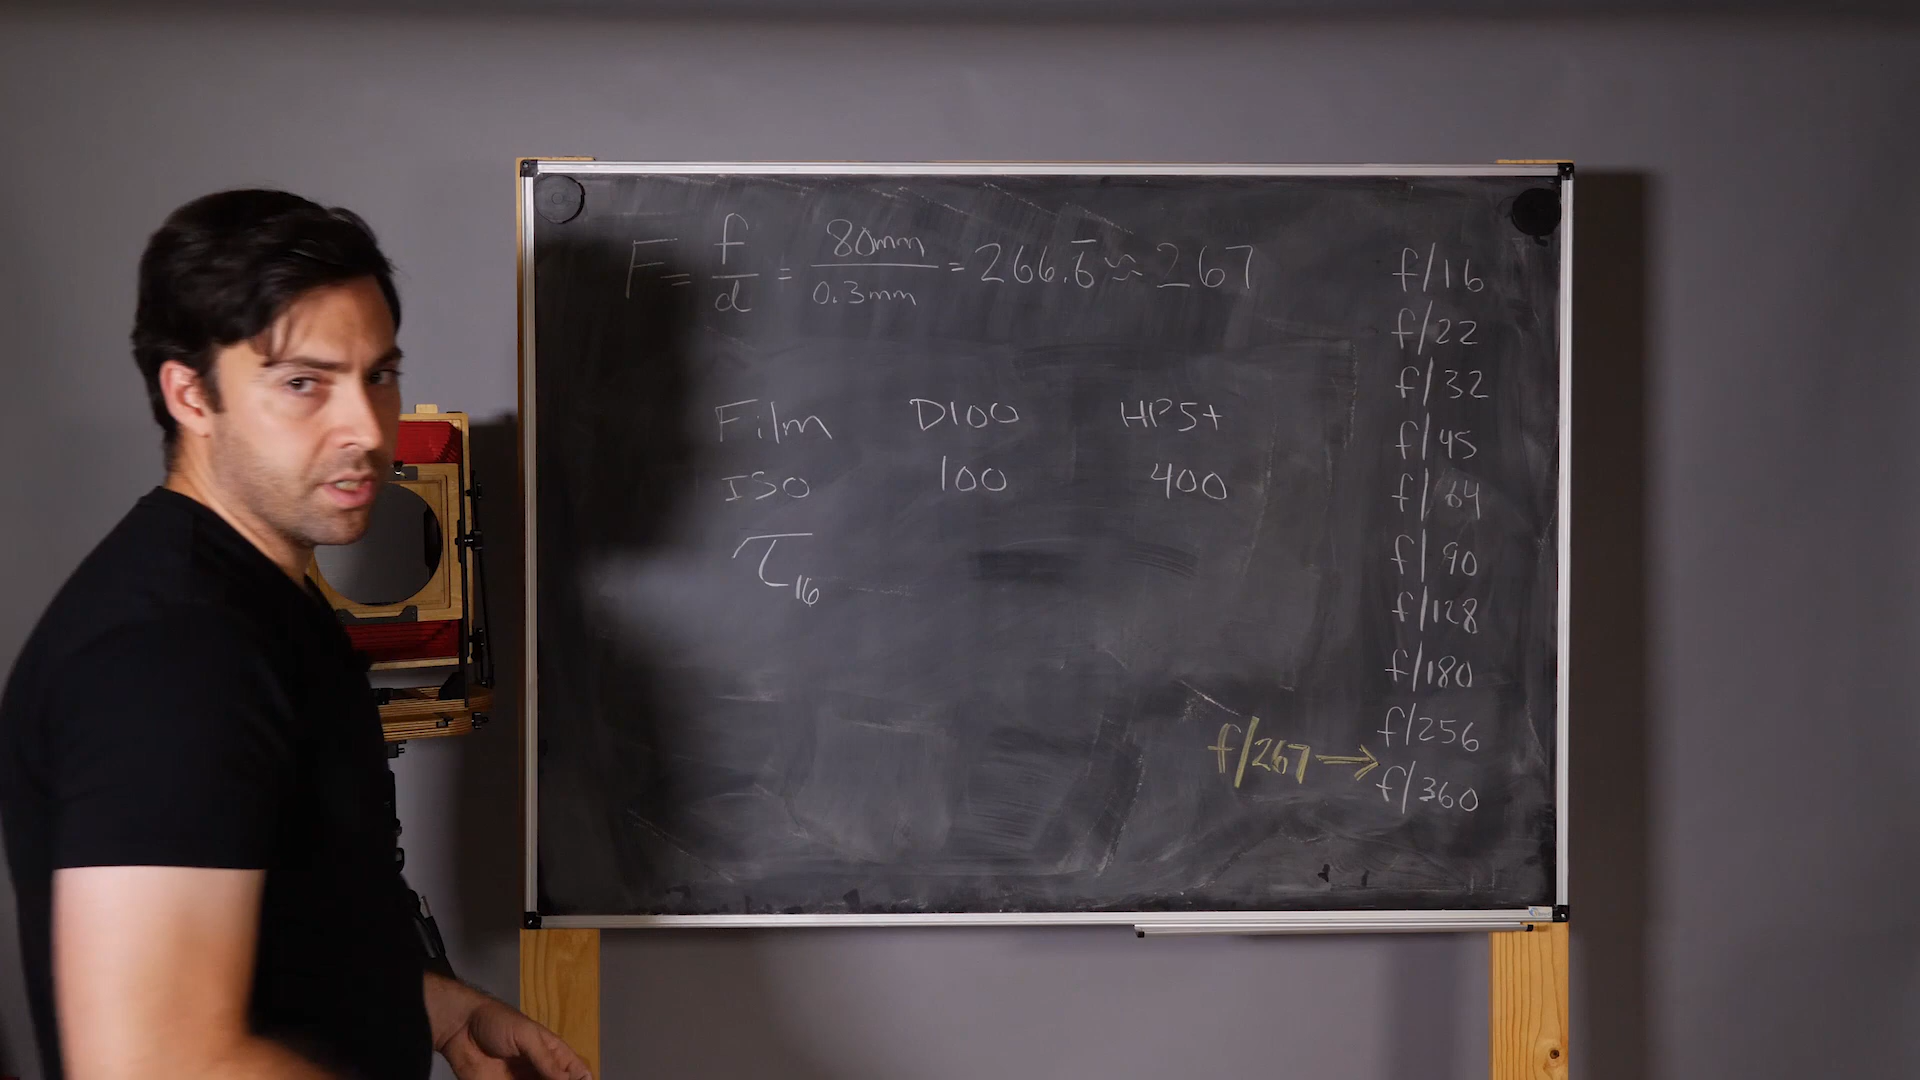 F = f/d = 80mm/0.3mm = 266.6̅ ≈ 267
Film D100 HP5+
ISO 100 400
τ16
f/267 →
f/16
f/22
f/32
f/45
f/64
f/90
f/128
f/180
f/256
f/360